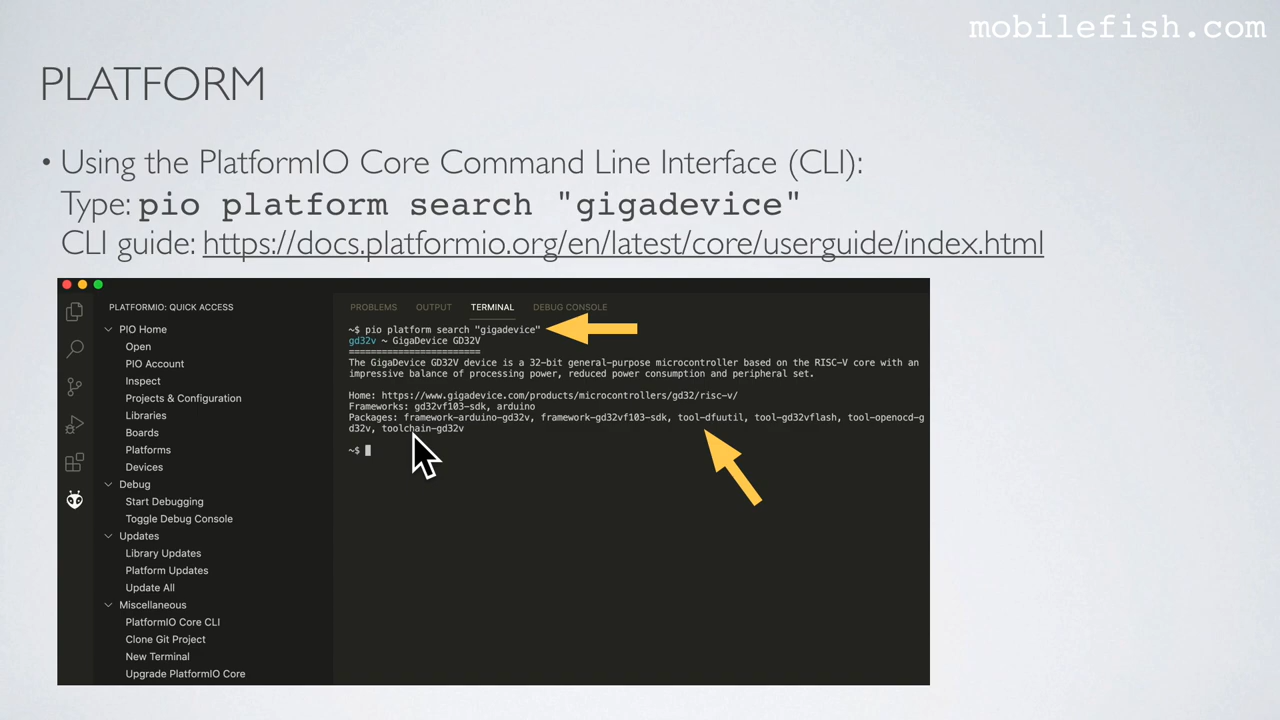 mobilefish.com
PLATFORM
• Using the PlatformIO Core Command Line Interface (CLI):
Type: pio platform search "gigadevice"
CLI guide: https://docs.platformio.org/en/latest/core/userguide/index.html
PLATFORMIO: QUICK ACCESS
PIO Home
Open
PIO Account
Inspect
Projects & Configuration
Libraries
Boards
Platforms
Devices
Debug
Start Debugging
Toggle Debug Console
Updates
Library Updates
Platform Updates
Update All
Miscellaneous
PlatformIO Core CLI
Clone Git Project
New Terminal
Upgrade PlatformIO Core
PROBLEMS OUTPUT TERMINAL DEBUG CONSOLE
~$ pio platform search "gigadevice"
gd32v ~ GigaDevice GD32V
========================
The GigaDevice GD32V device is a 32-bit general-purpose microcontroller based on the RISC-V core with an
impressive balance of processing power, reduced power consumption and peripheral set.
Home: https://www.gigadevice.com/products/microcontrollers/gd32/risc-v/
Frameworks: gd32vf103-sdk, arduino
Packages: framework-arduino-gd32v, framework-gd32vf103-sdk, tool-dfuutil, tool-gd32vflash, tool-openocd-g
d32v, toolchain-gd32v
~$